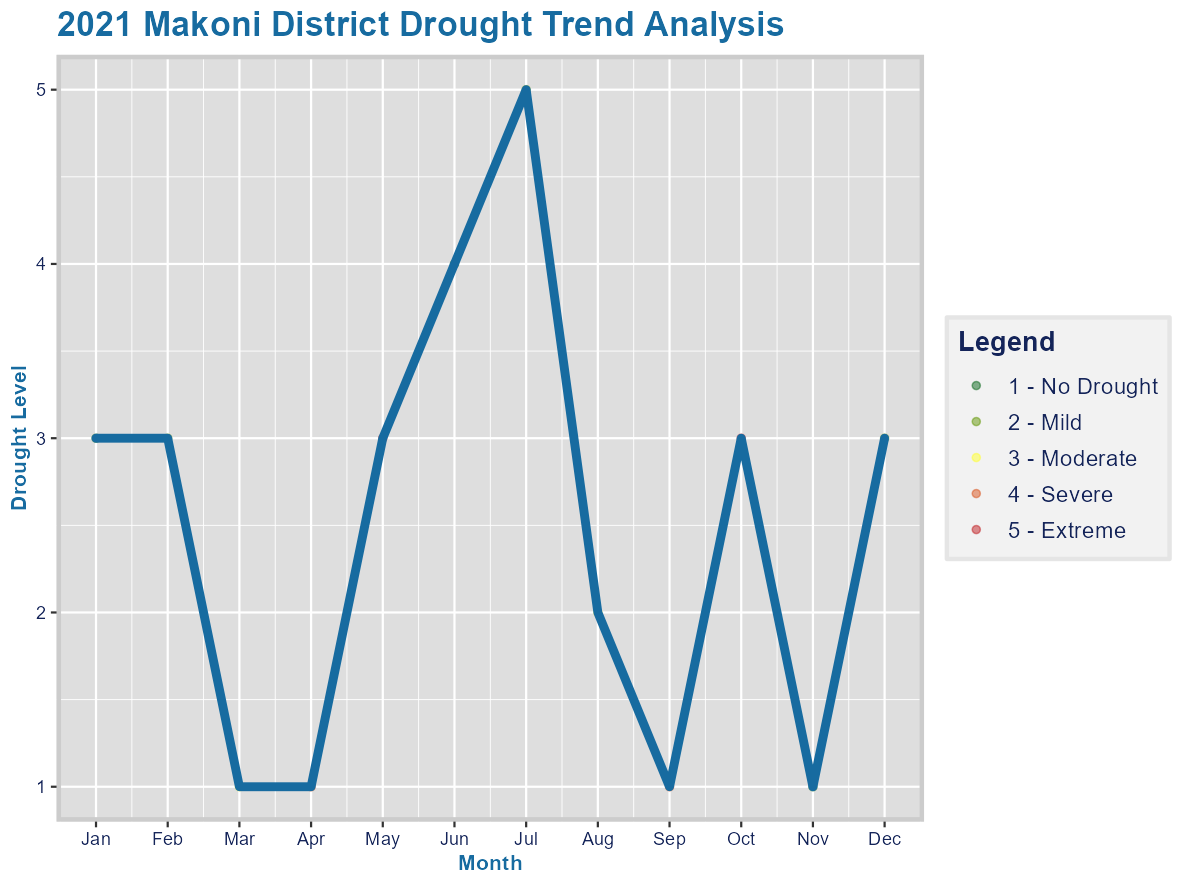 2021 Makoni District Drought Trend Analysis
5
4
3
2
1
Drought Level
Jan Feb Mar Apr May Jun Jul Aug Sep Oct Nov Dec
Month
Legend
1 - No Drought
2 - Mild
3 - Moderate
4 - Severe
5 - Extreme